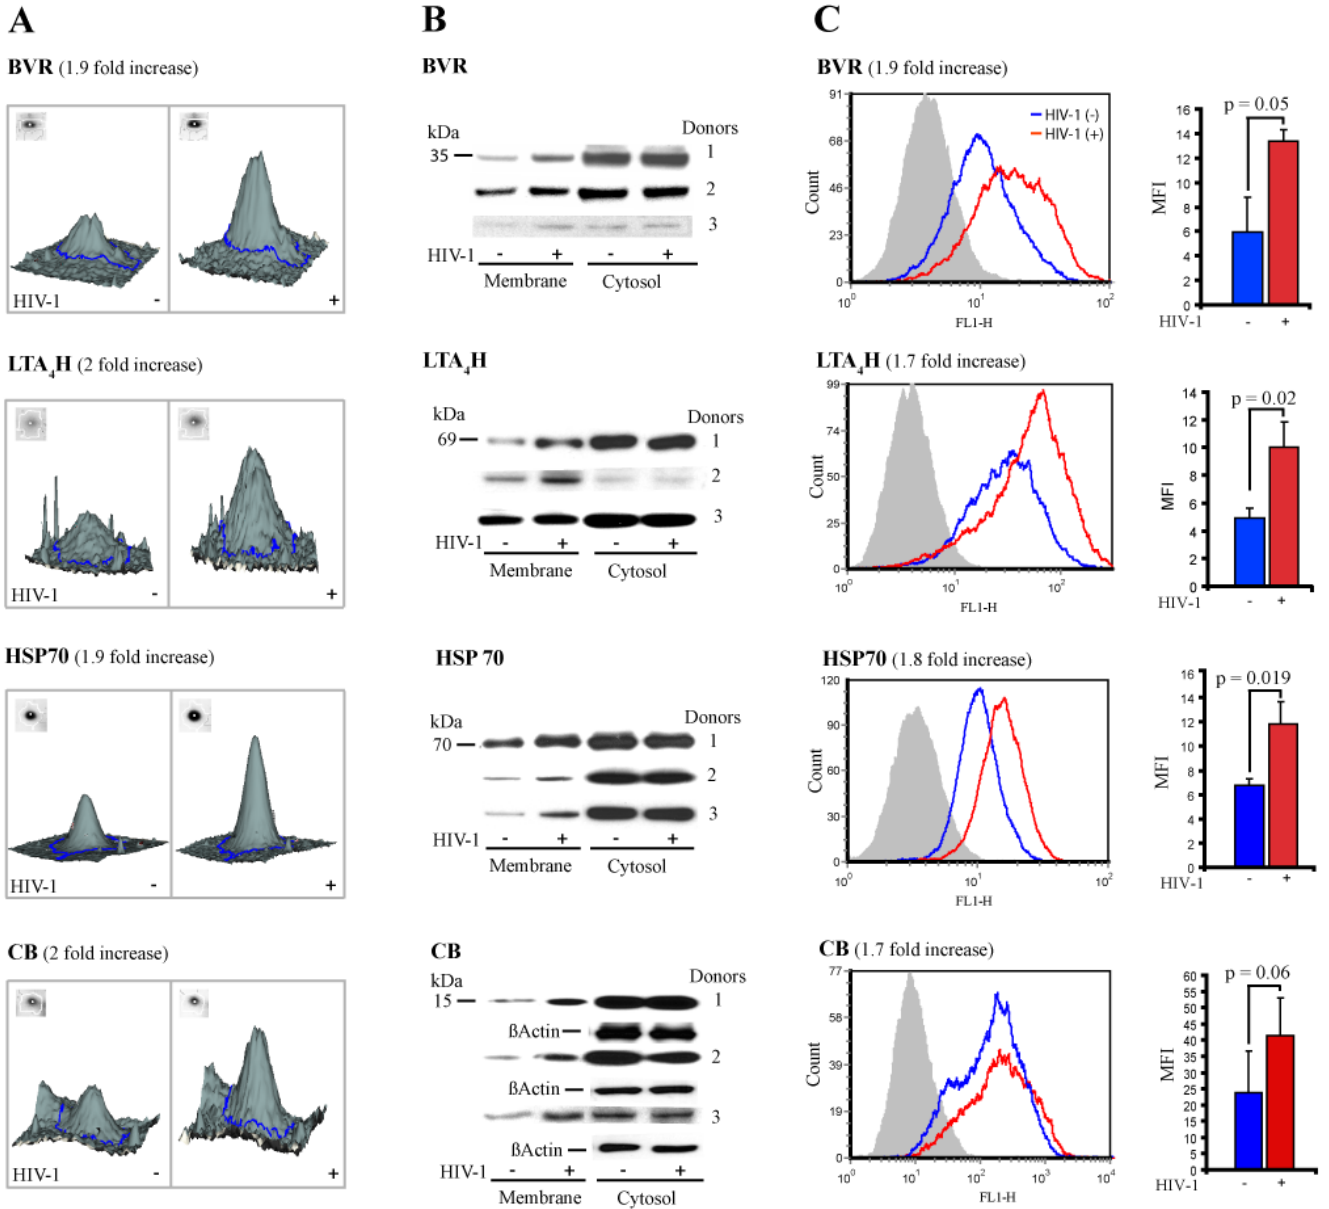 A
B
C
BVR (1.9 fold increase)
HIV-1 - +
BVR
kDa Donors
35 1
2
3
HIV-1 - + - +
Membrane Cytosol
BVR (1.9 fold increase)
91
68
46
23
0
Count
HIV-1 (-)
HIV-1 (+)
10^0 10^1 10^2
FL1-H
p = 0.05
16
14
12
10
8
6
4
2
0
MFI
HIV-1 - +
LTA4H (2 fold increase)
HIV-1 - +
LTA4H
kDa Donors
69 1
2
3
HIV-1 - + - +
Membrane Cytosol
LTA4H (1.7 fold increase)
99
74
50
25
0
Count
10^0 10^1 10^2
FL1-H
p = 0.02
14
12
10
8
6
4
2
0
MFI
HIV-1 - +
HSP70 (1.9 fold increase)
HIV-1 - +
HSP 70
kDa Donors
70 1
2
3
HIV-1 - + - +
Membrane Cytosol
HSP70 (1.8 fold increase)
120
90
60
30
0
Count
10^0 10^1 10^2
FL1-H
p = 0.019
16
14
12
10
8
6
4
2
0
MFI
HIV-1 - +
CB (2 fold increase)
HIV-1 - +
CB
kDa Donors
15 1
ßActin
2
ßActin
3
ßActin
HIV-1 - + - +
Membrane Cytosol
CB (1.7 fold increase)
77
58
39
19
0
Count
10^0 10^1 10^2 10^3 10^4
FL1-H
p = 0.06
60
55
50
45
40
35
30
25
20
15
10
5
0
MFI
HIV-1 - +